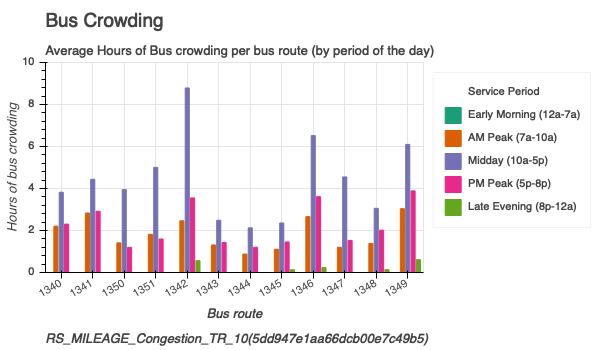 Bus Crowding
Average Hours of Bus crowding per bus route (by period of the day)
10
8
6
4
2
0
Hours of bus crowding
1340
1341
1350
1351
1342
1343
1344
1345
1346
1347
1348
1349
Bus route
Service Period
Early Morning (12a-7a)
AM Peak (7a-10a)
Midday (10a-5p)
PM Peak (5p-8p)
Late Evening (8p-12a)
RS_MILEAGE_Congestion_TR_10(5dd947e1aa66dcb00e7c49b5)